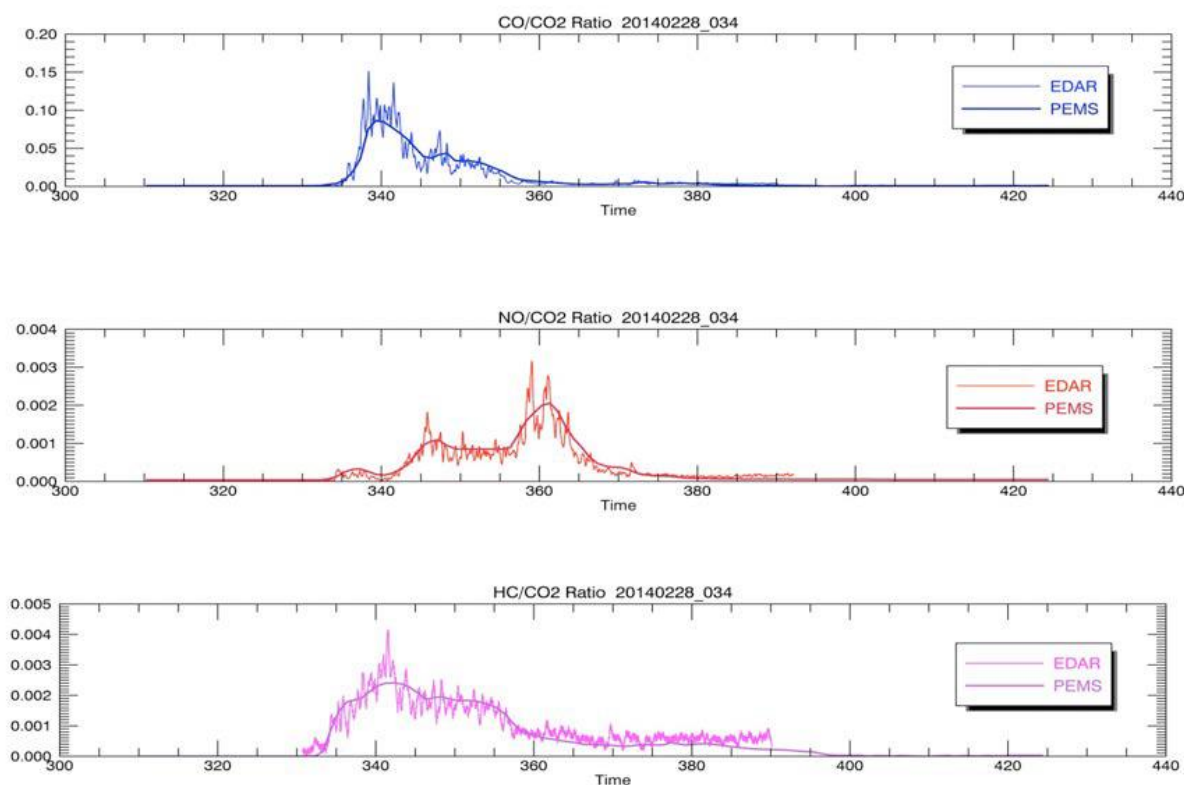 CO/CO2 Ratio 20140228_034
0.20
0.15
0.10
0.05
0.00
EDAR
PEMS
300 320 340 360 380 400 420 440
Time
NO/CO2 Ratio 20140228_034
0.004
0.003
0.002
0.001
0.000
EDAR
PEMS
300 320 340 360 380 400 420 440
Time
HC/CO2 Ratio 20140228_034
0.005
0.004
0.003
0.002
0.001
0.000
EDAR
PEMS
300 320 340 360 380 400 420 440
Time